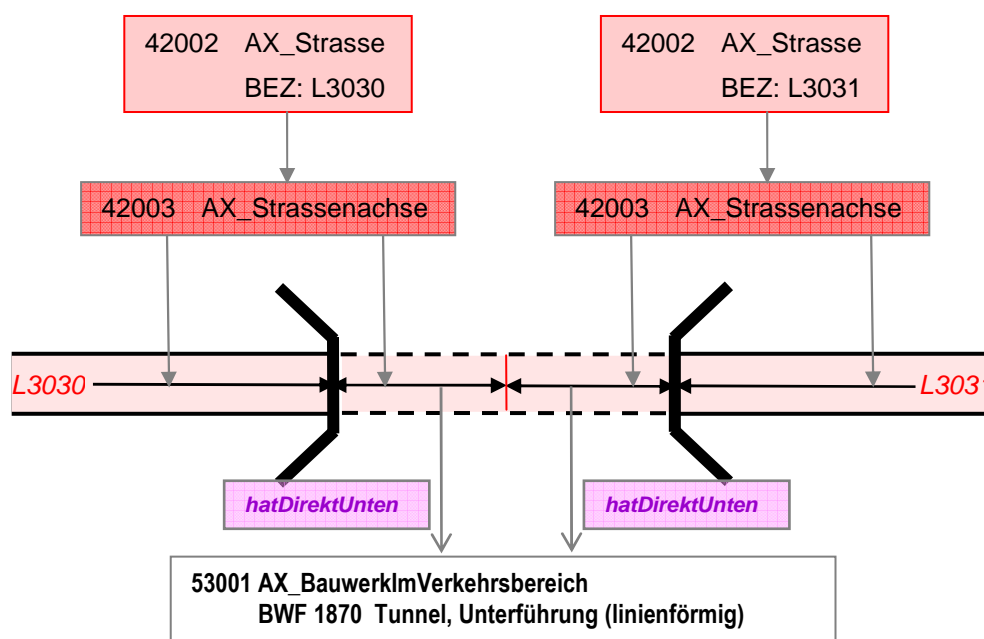 42002 AX_Strasse
BEZ: L3030
42002 AX_Strasse
BEZ: L3031
42003 AX_Strassenachse
42003 AX_Strassenachse
L3030
L303
hatDirektUnten
hatDirektUnten
53001 AX_BauwerkImVerkehrsbereich
BWF 1870 Tunnel, Unterführung (linienförmig)